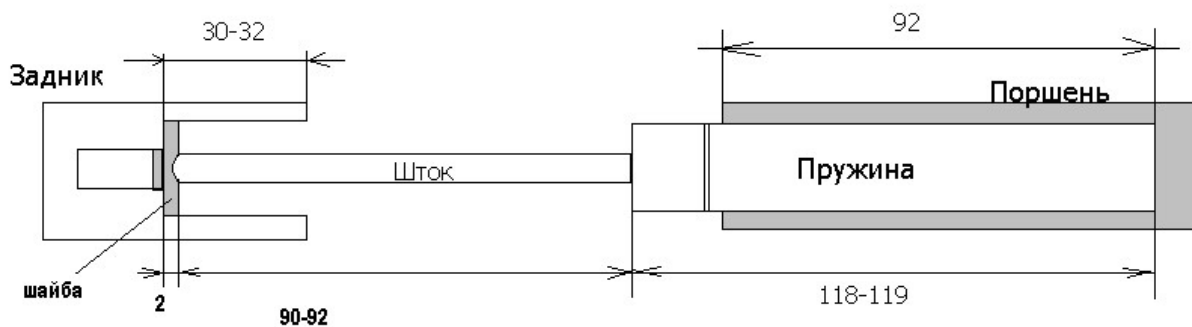 30-32
92
Задник
Поршень
Шток
Пружина
шайба
2
90-92
118-119